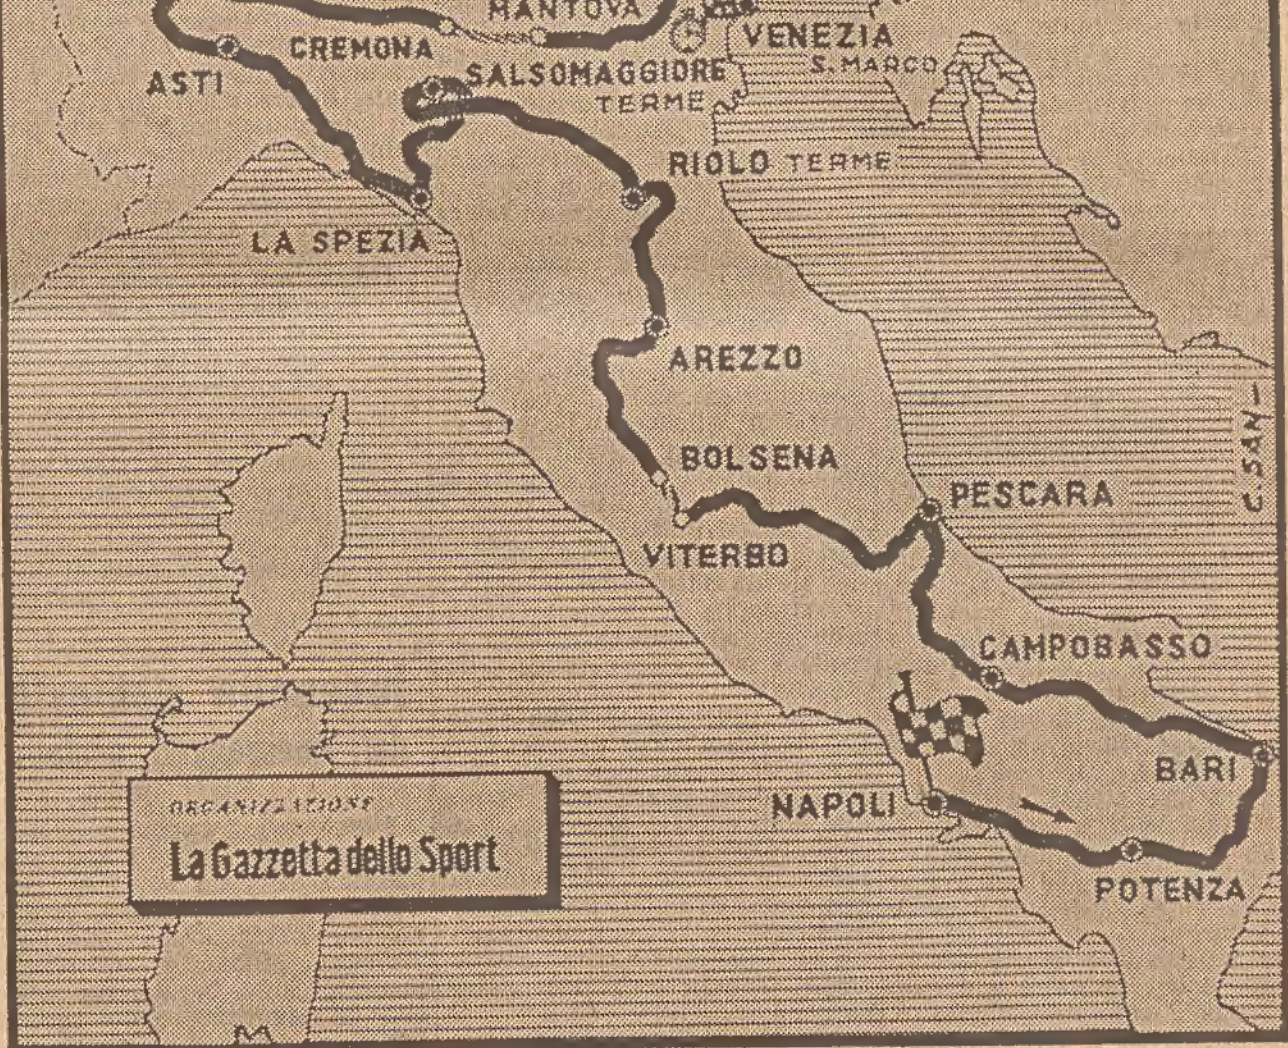 MANTOVA
CREMONA
VENEZIA
S. MARCO
ASTI
SALSOMAGGIORE
TERME
RIOLO TERME
LA SPEZIA
AREZZO
BOLSENA
PESCARA
C. SAN-
VITERBO
CAMPOBASSO
BARI
NAPOLI
POTENZA
ORGANIZZAZIONE
La Gazzetta dello Sport